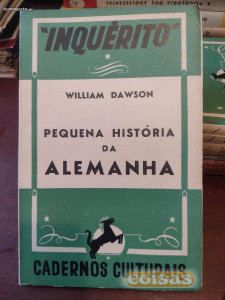 "INQUÉRITO"
WILLIAM DAWSON
PEQUENA HISTÓRIA
DA
ALEMANHA
CADERNOS CULTURAIS
coisas